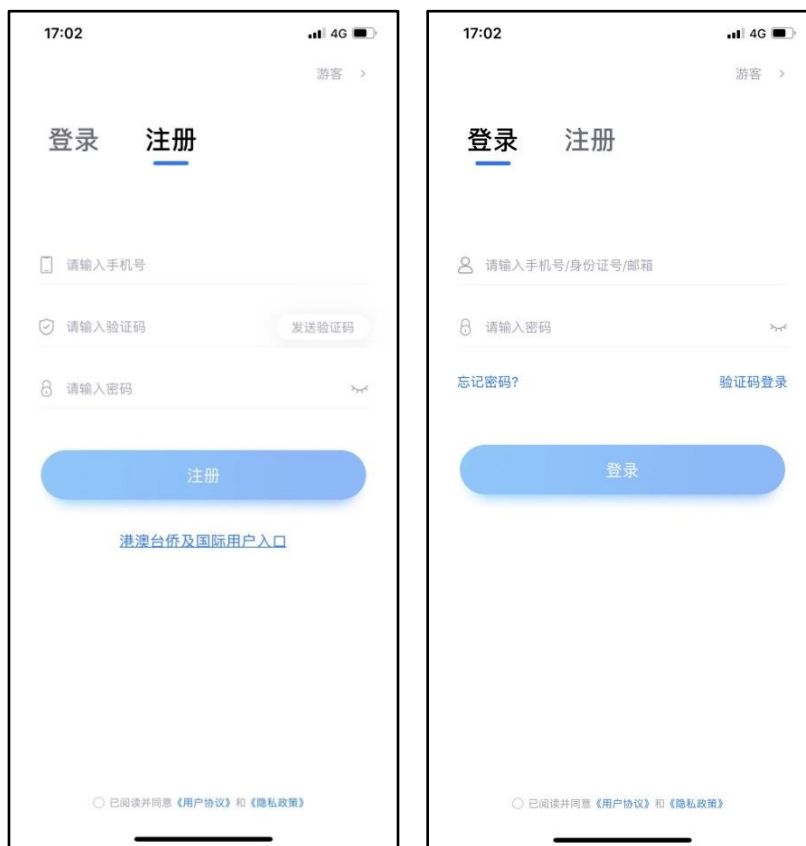 17:02
4G
游客 >
登录 注册
请输入手机号
请输入验证码 发送验证码
请输入密码
注册
港澳台侨及国际用户入口
已阅读并同意《用户协议》和《隐私政策》
17:02
4G
游客 >
登录 注册
请输入手机号/身份证号/邮箱
请输入密码
忘记密码? 验证码登录
登录
已阅读并同意《用户协议》和《隐私政策》